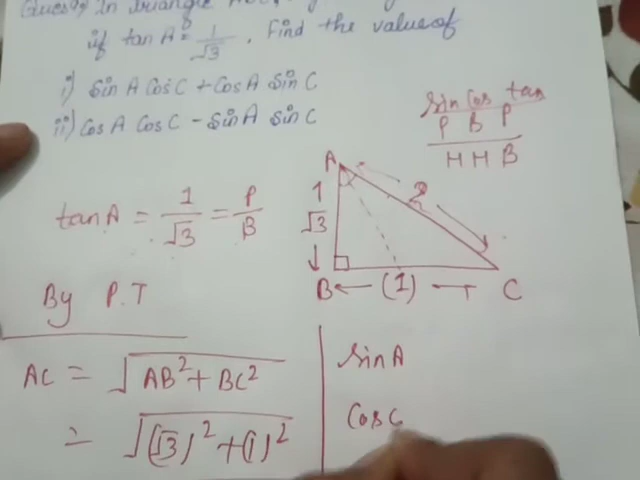 Ques 9 In triangle
if tan A = 1/√3 . Find the value of
i) Sin A Cos C + Cos A Sin C
ii) Cos A Cos C - Sin A Sin C
Sin Cos tan
P B P
H H B
tan A = 1/√3 = P/B
A
1
√3
2
B (1) C
By P.T
AC = √AB² + BC²
= √(√3)² + (1)²
Sin A
Cos C